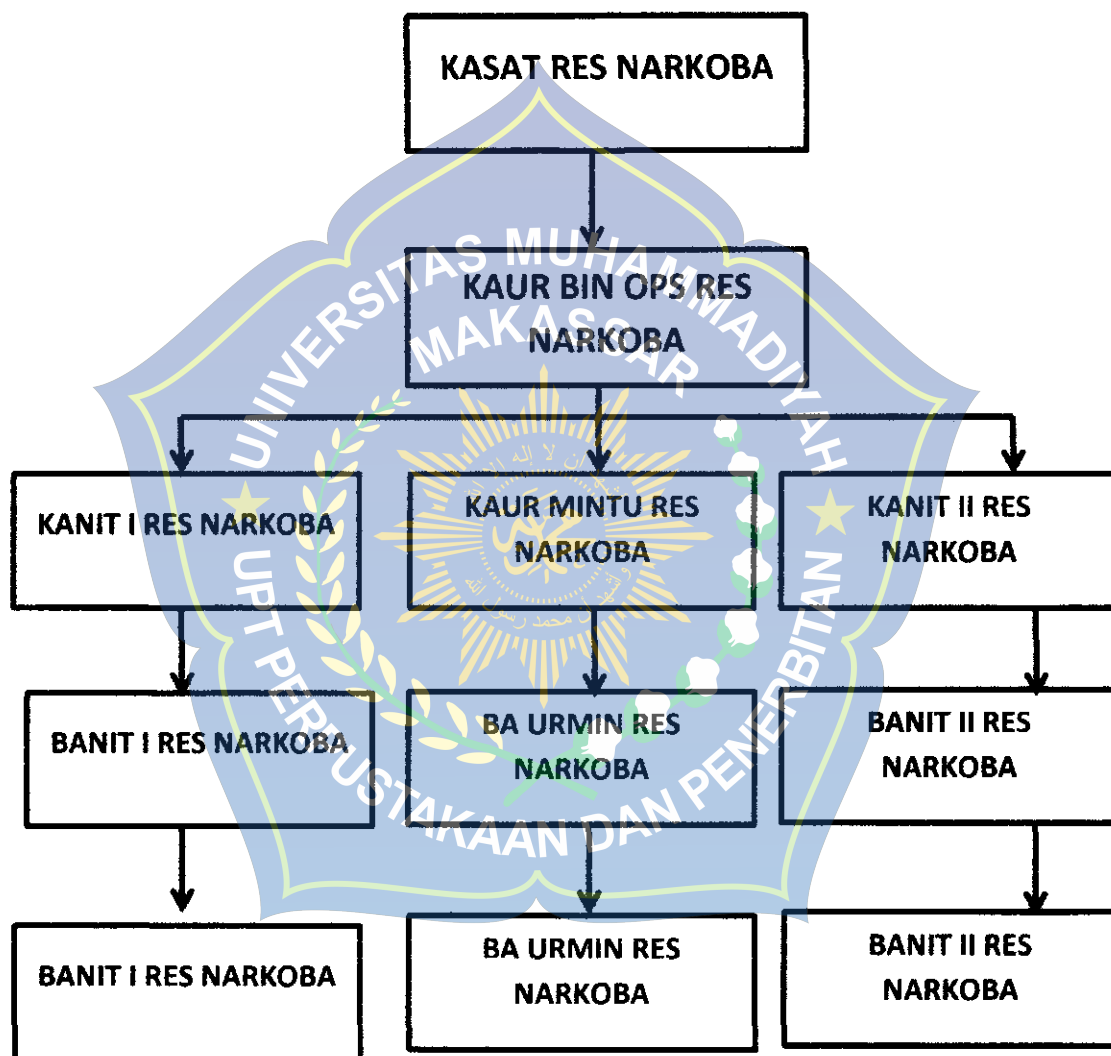 KASAT RES NARKOBA
KAUR BIN OPS RES
NARKOBA
KANIT I RES NARKOBA
KAUR MINTU RES
NARKOBA
KANIT II RES
NARKOBA
BANIT I RES NARKOBA
BA URMIN RES
NARKOBA
BANIT II RES
NARKOBA
BANIT I RES NARKOBA
BA URMIN RES
NARKOBA
BANIT II RES
NARKOBA
UNIVERSITAS MUHAMMADIYAH
MAKASSAR
UPT PERPUSTAKAAN DAN PENERBITAN